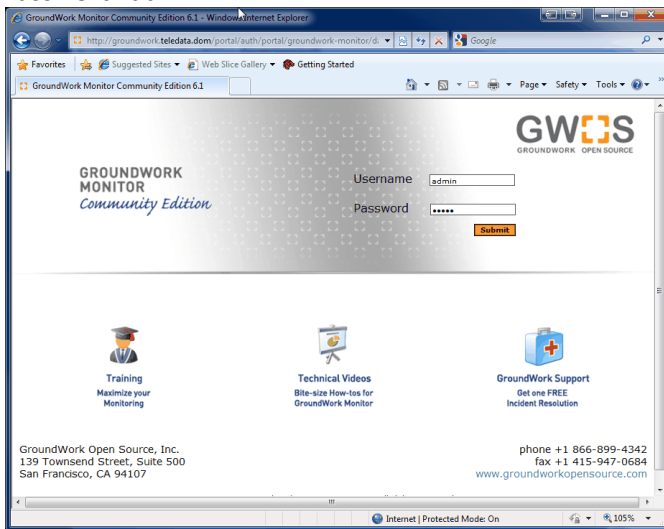 GroundWork Monitor Community Edition 6.1 - Windows Internet Explorer
http://groundwork.teledata.dom/portal/auth/portal/groundwork-monitor/d
Google
Favorites Suggested Sites Web Slice Gallery Getting Started
GroundWork Monitor Community Edition 6.1
Page Safety Tools
GWOS
GROUNDWORK OPEN SOURCE
GROUNDWORK
MONITOR
Community Edition
Username admin
Password •••••
Submit
Training
Maximize your
Monitoring
Technical Videos
Bite-size How-tos for
GroundWork Monitor
GroundWork Support
Get one FREE
Incident Resolution
GroundWork Open Source, Inc.
139 Townsend Street, Suite 500
San Francisco, CA 94107
phone +1 866-899-4342
fax +1 415-947-0684
www.groundworkopensource.com
Internet | Protected Mode: On
105%